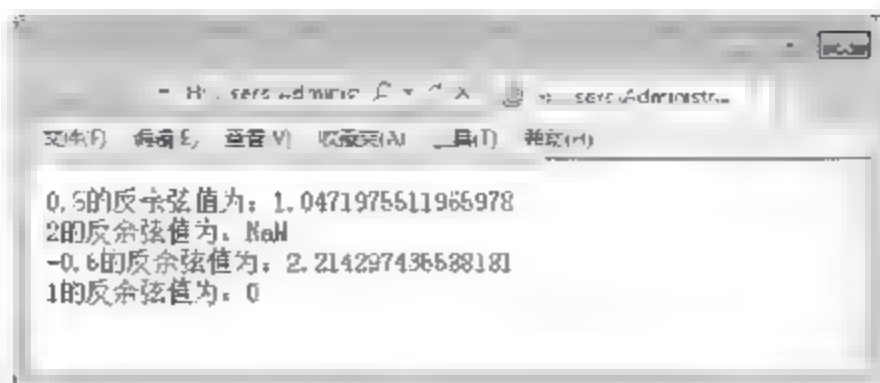 文件(F) 编辑(E) 查看(V) 收藏夹(A) 工具(T) 帮助(H)
0.5的反余弦值为：1.0471975511965978
2的反余弦值为：NaN
-0.6的反余弦值为：2.214297435588181
1的反余弦值为：0